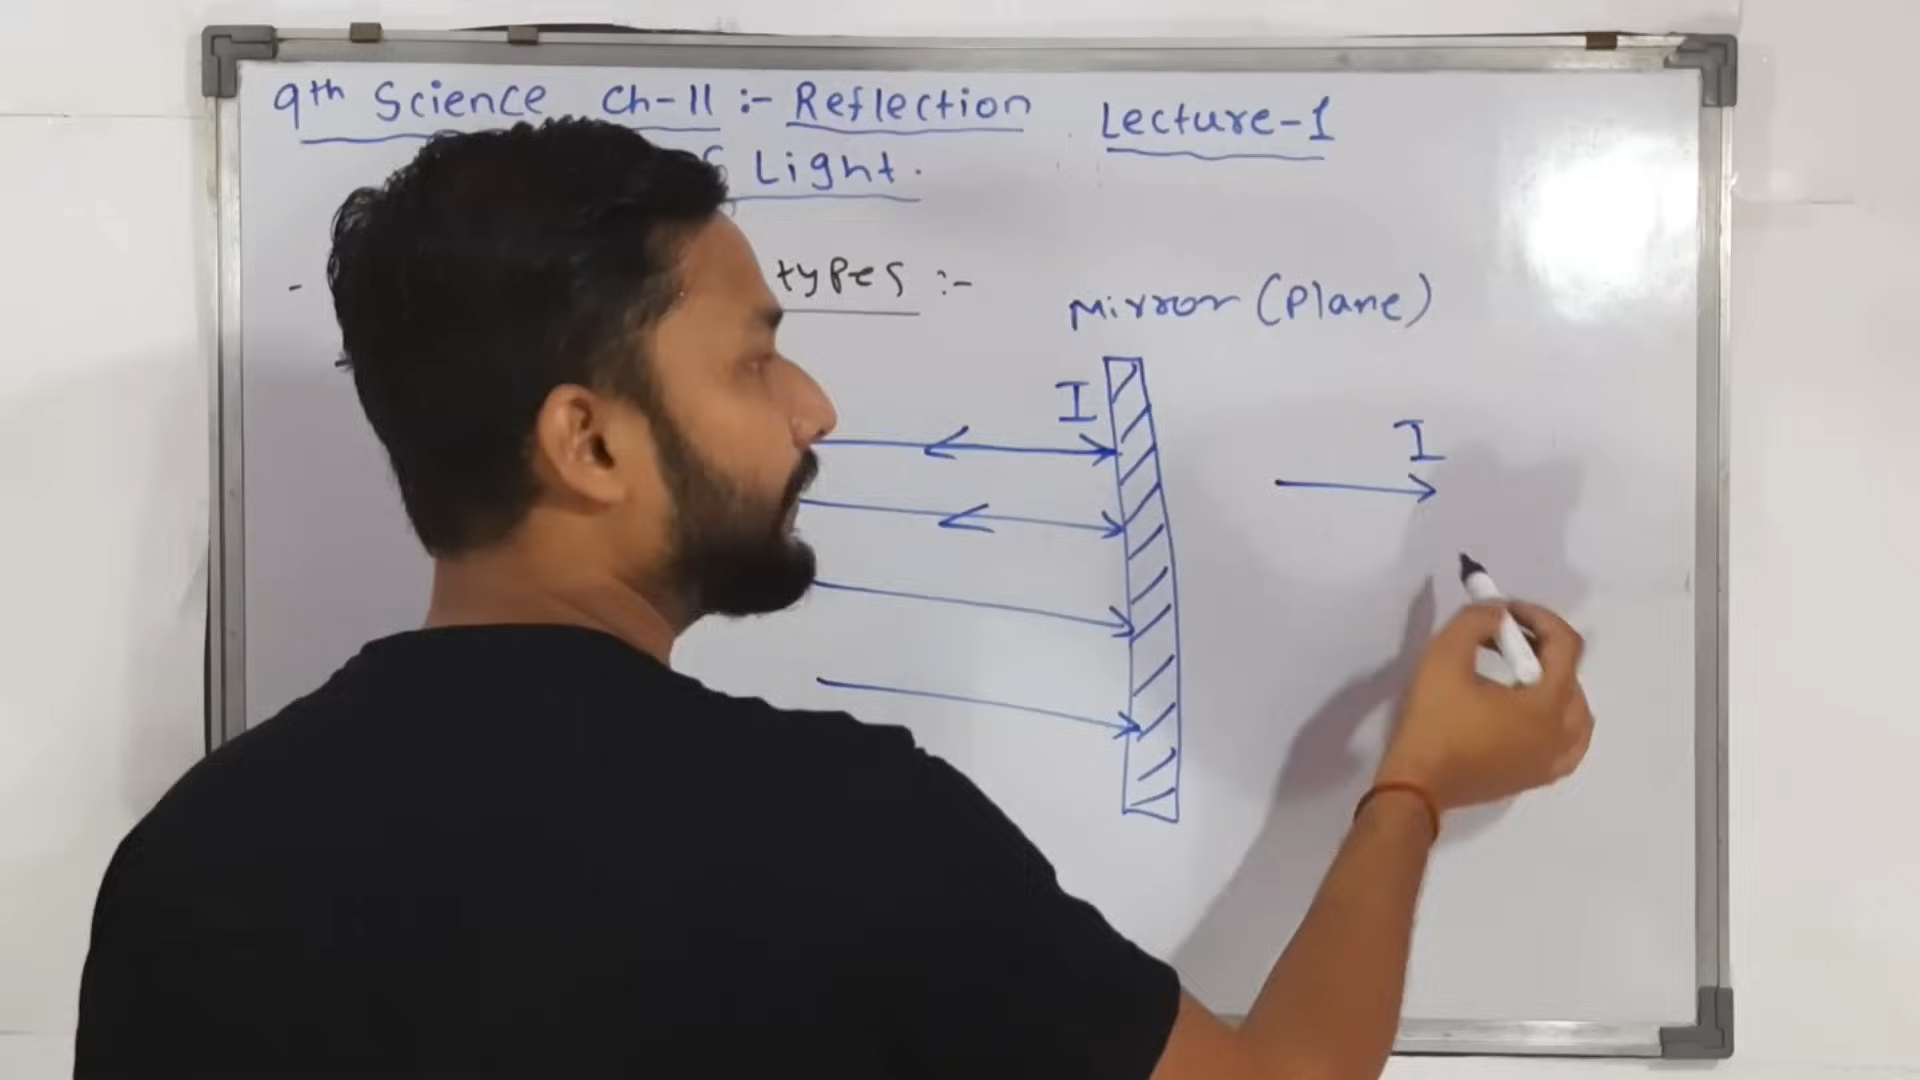 9th Science Ch-11 :- Reflection
Light.
Lecture-1
- types :-
Mirror (Plane)
I
I